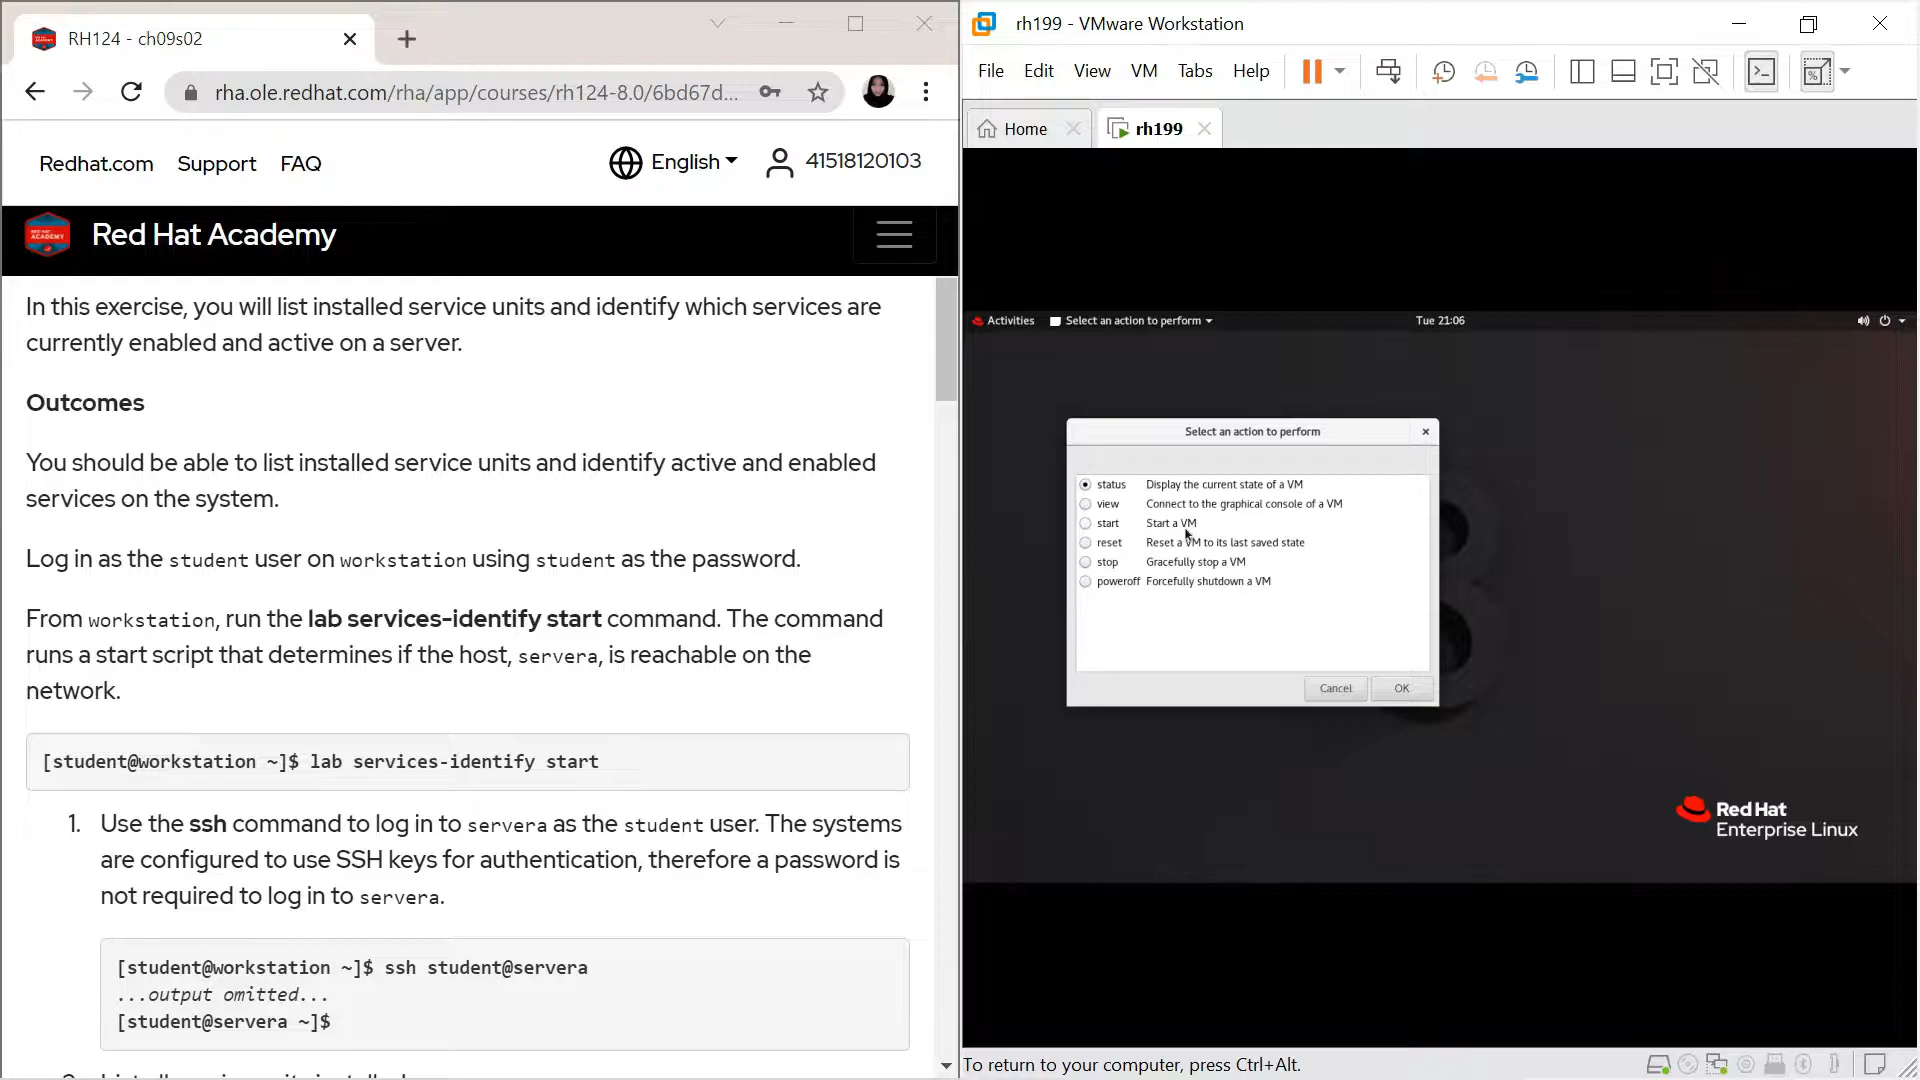 RH124 - ch09s02
rha.ole.redhat.com/rha/app/courses/rh124-8.0/6bd67d...
Redhat.com Support FAQ English 41518120103
RED HAT ACADEMY
Red Hat Academy
In this exercise, you will list installed service units and identify which services are
currently enabled and active on a server.
Outcomes
You should be able to list installed service units and identify active and enabled
services on the system.
Log in as the student user on workstation using student as the password.
From workstation, run the lab services-identify start command. The command
runs a start script that determines if the host, servera, is reachable on the
network.
[student@workstation ~]$ lab services-identify start
1. Use the ssh command to log in to servera as the student user. The systems
are configured to use SSH keys for authentication, therefore a password is
not required to log in to servera.
[student@workstation ~]$ ssh student@servera
...output omitted...
[student@servera ~]$
rh199 - VMware Workstation
File Edit View VM Tabs Help
Home rh199
Activities Select an action to perform Tue 21:06
Select an action to perform
status Display the current state of a VM
view Connect to the graphical console of a VM
start Start a VM
reset Reset a VM to its last saved state
stop Gracefully stop a VM
poweroff Forcefully shutdown a VM
Cancel OK
Red Hat
Enterprise Linux
To return to your computer, press Ctrl+Alt.